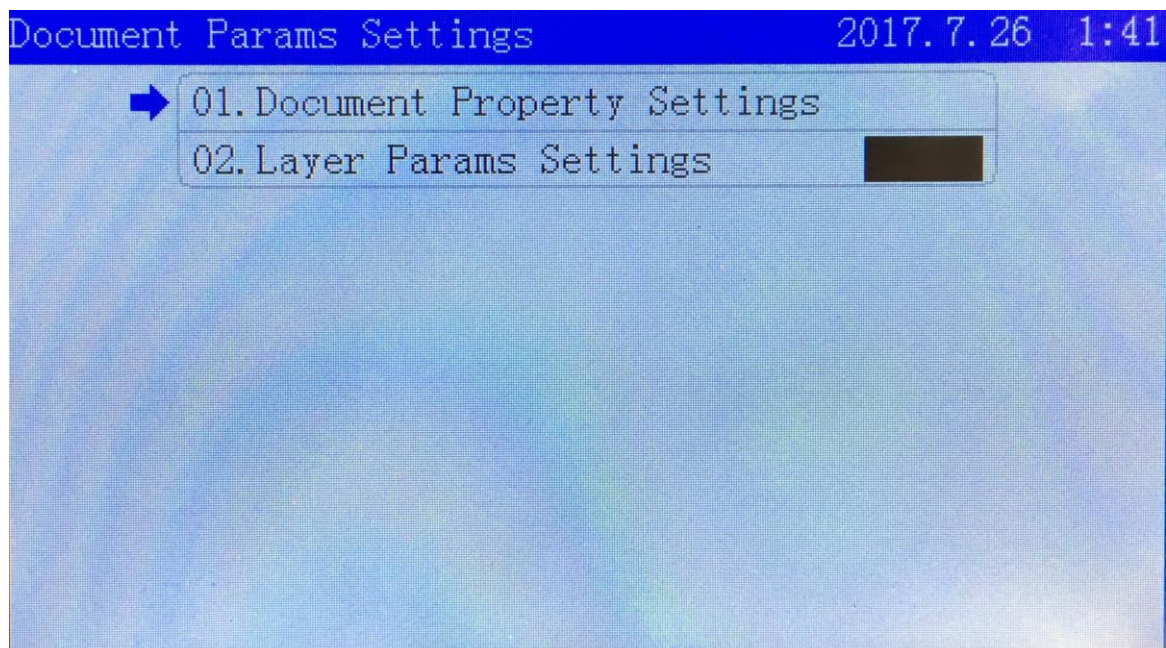 Document Params Settings 2017.7.26 1:41
01.Document Property Settings
02.Layer Params Settings